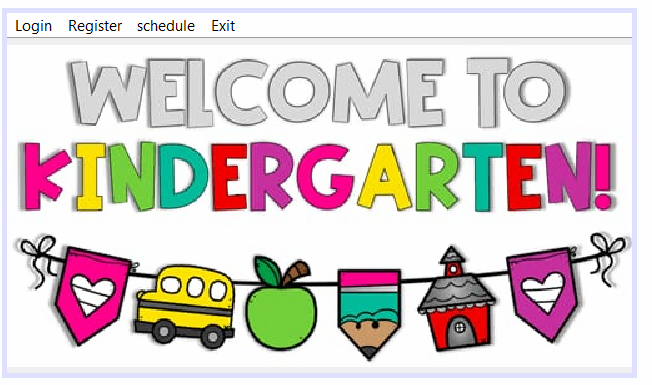 Login Register schedule Exit
WELCOME TO
KINDERGARTEN!